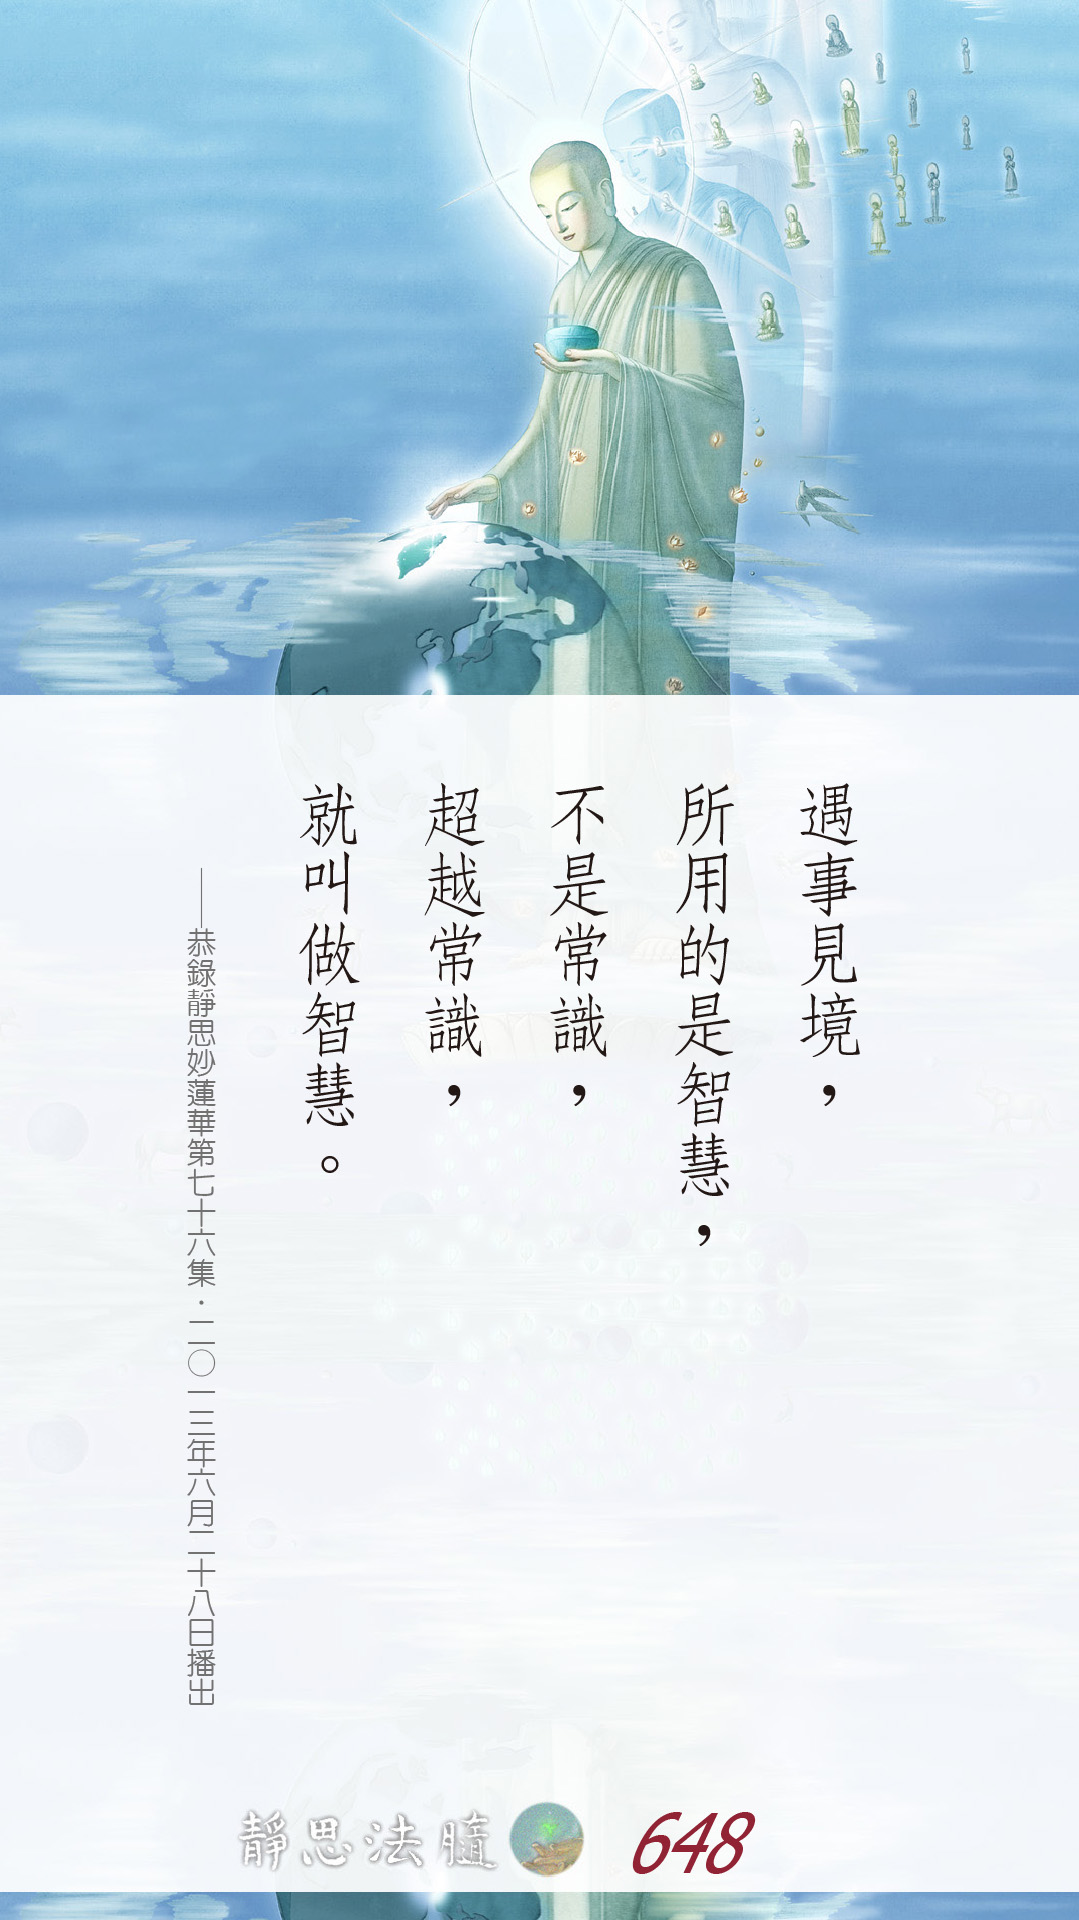 遇事見境，
所用的是智慧，
不是常識，
超越常識，
就叫做智慧。
——恭錄靜思妙蓮華第七十六集．二〇一三年六月二十八日播出
靜思法髓
648